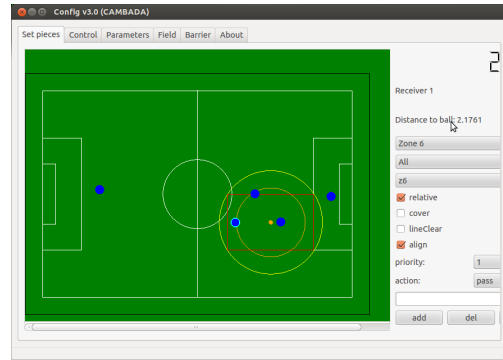 Config v3.0 (CAMBADA)
Set pieces Control Parameters Field Barrier About
2
Receiver 1
Distance to ball: 2.1761
Zone 6
All
z6
relative
cover
lineClear
align
priority: 1
action: pass
add del